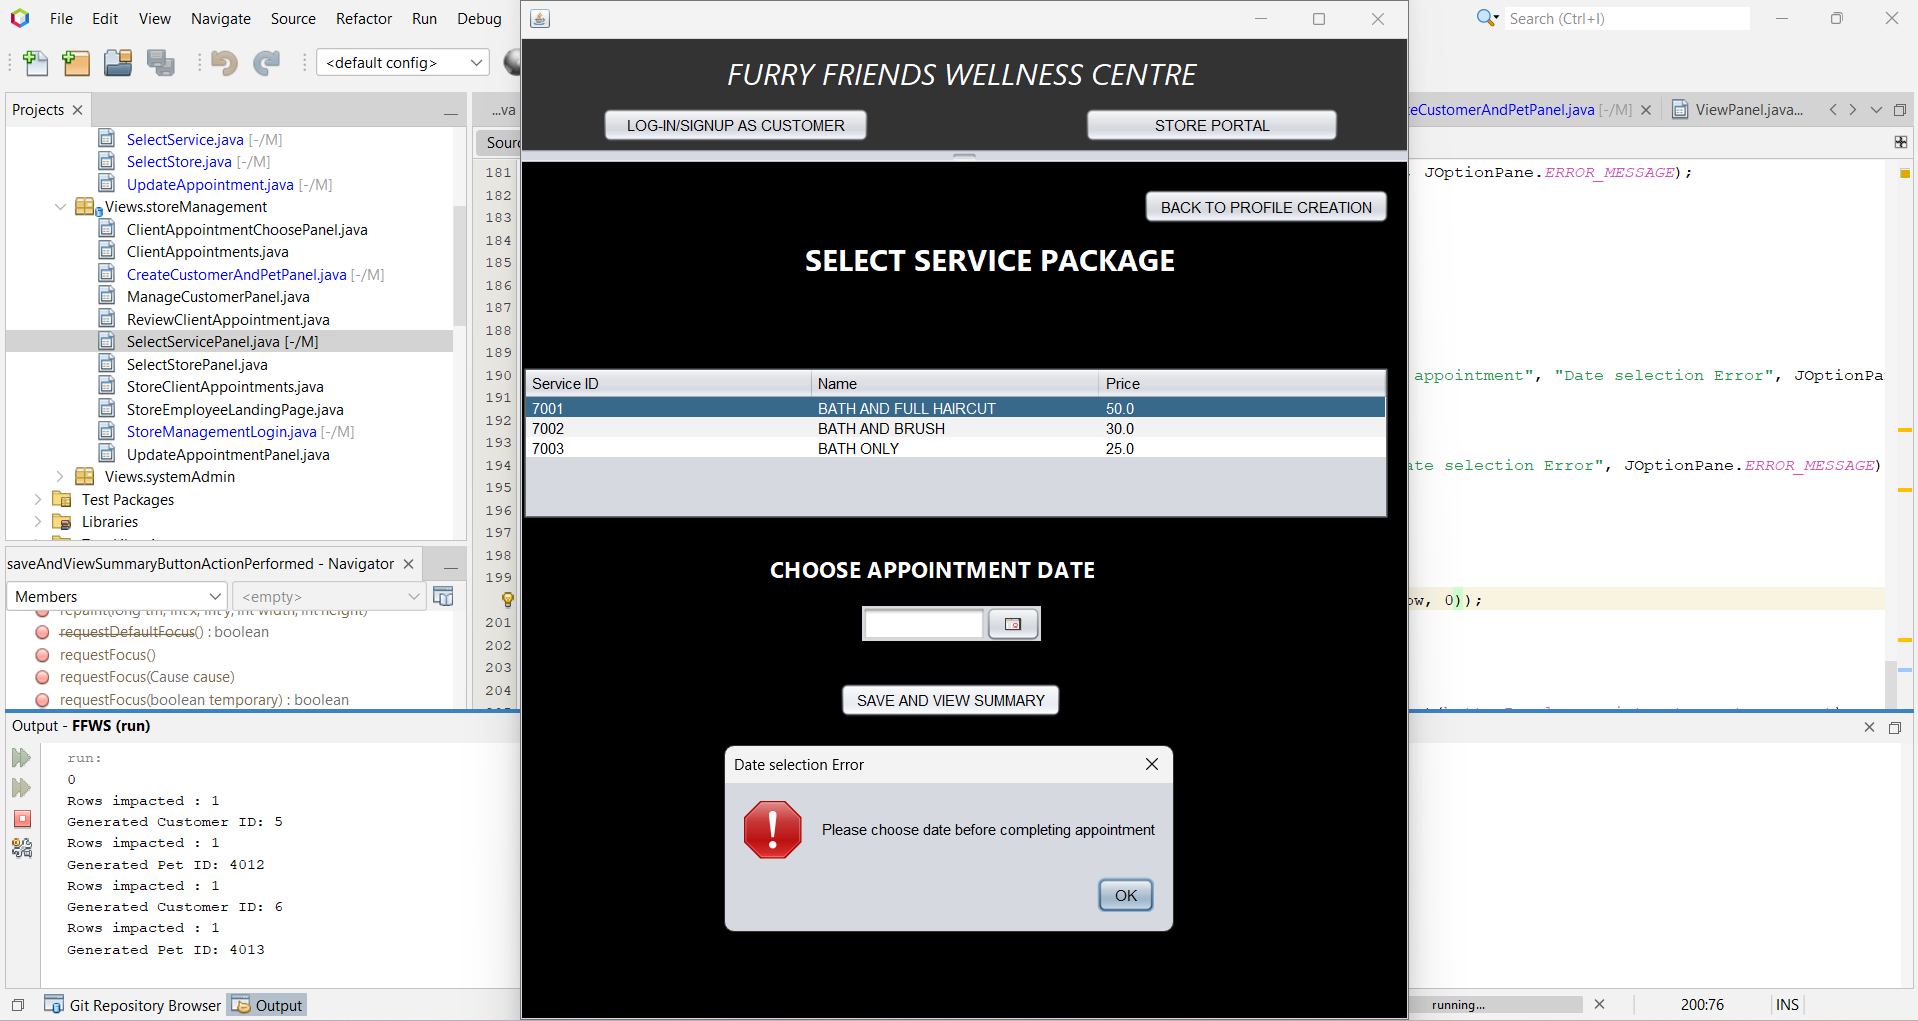 File Edit View Navigate Source Refactor Run Debug
Search (Ctrl+I)
<default config>
FURRY FRIENDS WELLNESS CENTRE
LOG-IN/SIGNUP AS CUSTOMER
STORE PORTAL
Projects
...va
eCustomerAndPetPanel.java [-/M]
ViewPanel.java...
SelectService.java [-/M]
SelectStore.java [-/M]
UpdateAppointment.java [-/M]
Views.storeManagement
ClientAppointmentChoosePanel.java
ClientAppointments.java
CreateCustomerAndPetPanel.java [-/M]
ManageCustomerPanel.java
ReviewClientAppointment.java
SelectServicePanel.java [-/M]
SelectStorePanel.java
StoreClientAppointments.java
StoreEmployeeLandingPage.java
StoreManagementLogin.java [-/M]
UpdateAppointmentPanel.java
Views.systemAdmin
Test Packages
Libraries
Sourc
181
182
183
184
185
186
187
188
189
190
191
192
193
194
195
196
197
198
199
201
202
203
204
JOptionPane.ERROR_MESSAGE);
appointment", "Date selection Error", JOptionPa
ate selection Error", JOptionPane.ERROR_MESSAGE)
ow, 0));
BACK TO PROFILE CREATION
SELECT SERVICE PACKAGE
Service ID Name Price
7001 BATH AND FULL HAIRCUT 50.0
7002 BATH AND BRUSH 30.0
7003 BATH ONLY 25.0
CHOOSE APPOINTMENT DATE
SAVE AND VIEW SUMMARY
Date selection Error
Please choose date before completing appointment
OK
saveAndViewSummaryButtonActionPerformed - Navigator
Members
<empty>
repaint(long tm, int x, int y, int width, int height)
requestDefaultFocus() : boolean
requestFocus()
requestFocus(Cause cause)
requestFocus(boolean temporary) : boolean
Output - FFWS (run)
run:
0
Rows impacted : 1
Generated Customer ID: 5
Rows impacted : 1
Generated Pet ID: 4012
Rows impacted : 1
Generated Customer ID: 6
Rows impacted : 1
Generated Pet ID: 4013
Git Repository Browser
Output
running...
200:76
INS